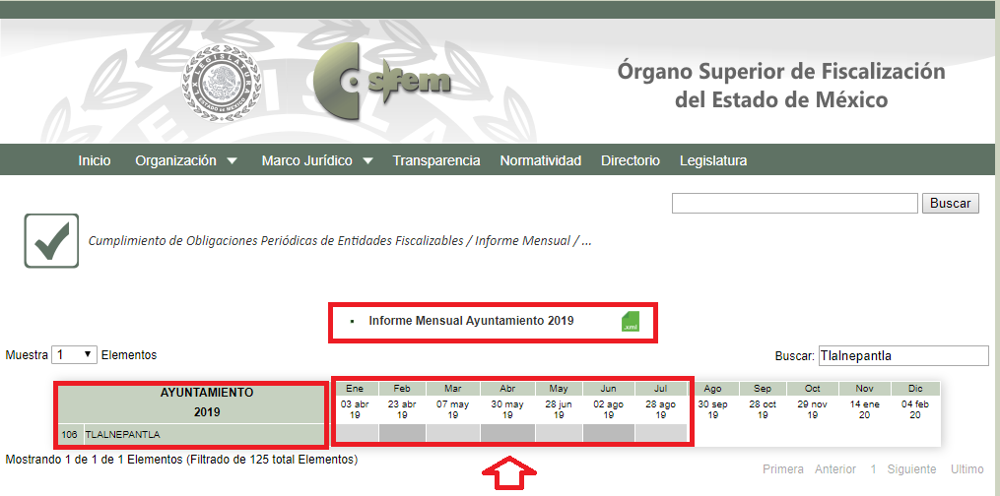 Osfem
Órgano Superior de Fiscalización
del Estado de México
Inicio Organización Marco Jurídico Transparencia Normatividad Directorio Legislatura
Buscar
Cumplimiento de Obligaciones Periódicas de Entidades Fiscalizables / Informe Mensual / ...
Informe Mensual Ayuntamiento 2019 .xml
Muestra 1 Elementos Buscar: Tlalnepantla
AYUNTAMIENTO Ene Feb Mar Abr May Jun Jul Ago Sep Oct Nov Dic
2019 03 abr 19 23 abr 19 07 may 19 30 may 19 28 jun 19 02 ago 19 28 ago 19 30 sep 19 28 oct 19 29 nov 19 14 ene 20 04 feb 20
106 TLALNEPANTLA
Mostrando 1 de 1 de 1 Elementos (Filtrado de 125 total Elementos)
Primera Anterior 1 Siguiente Ultimo